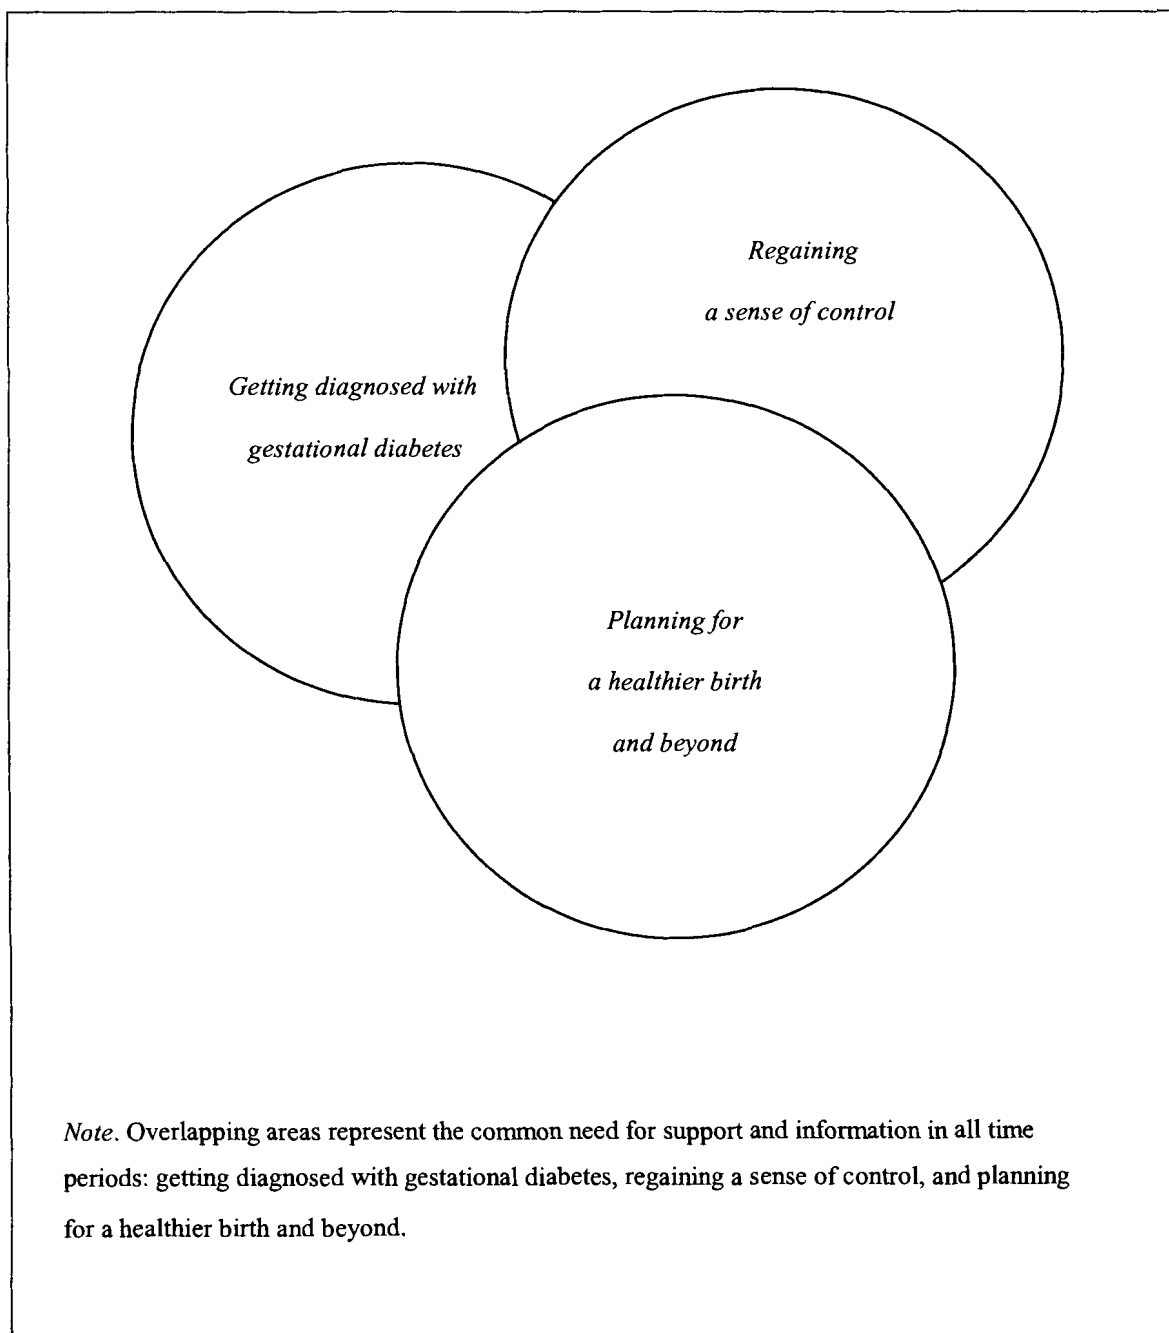 Regaining
a sense of control
Getting diagnosed with
gestational diabetes
Planning for
a healthier birth
and beyond
Note. Overlapping areas represent the common need for support and information in all time
periods: getting diagnosed with gestational diabetes, regaining a sense of control, and planning
for a healthier birth and beyond.